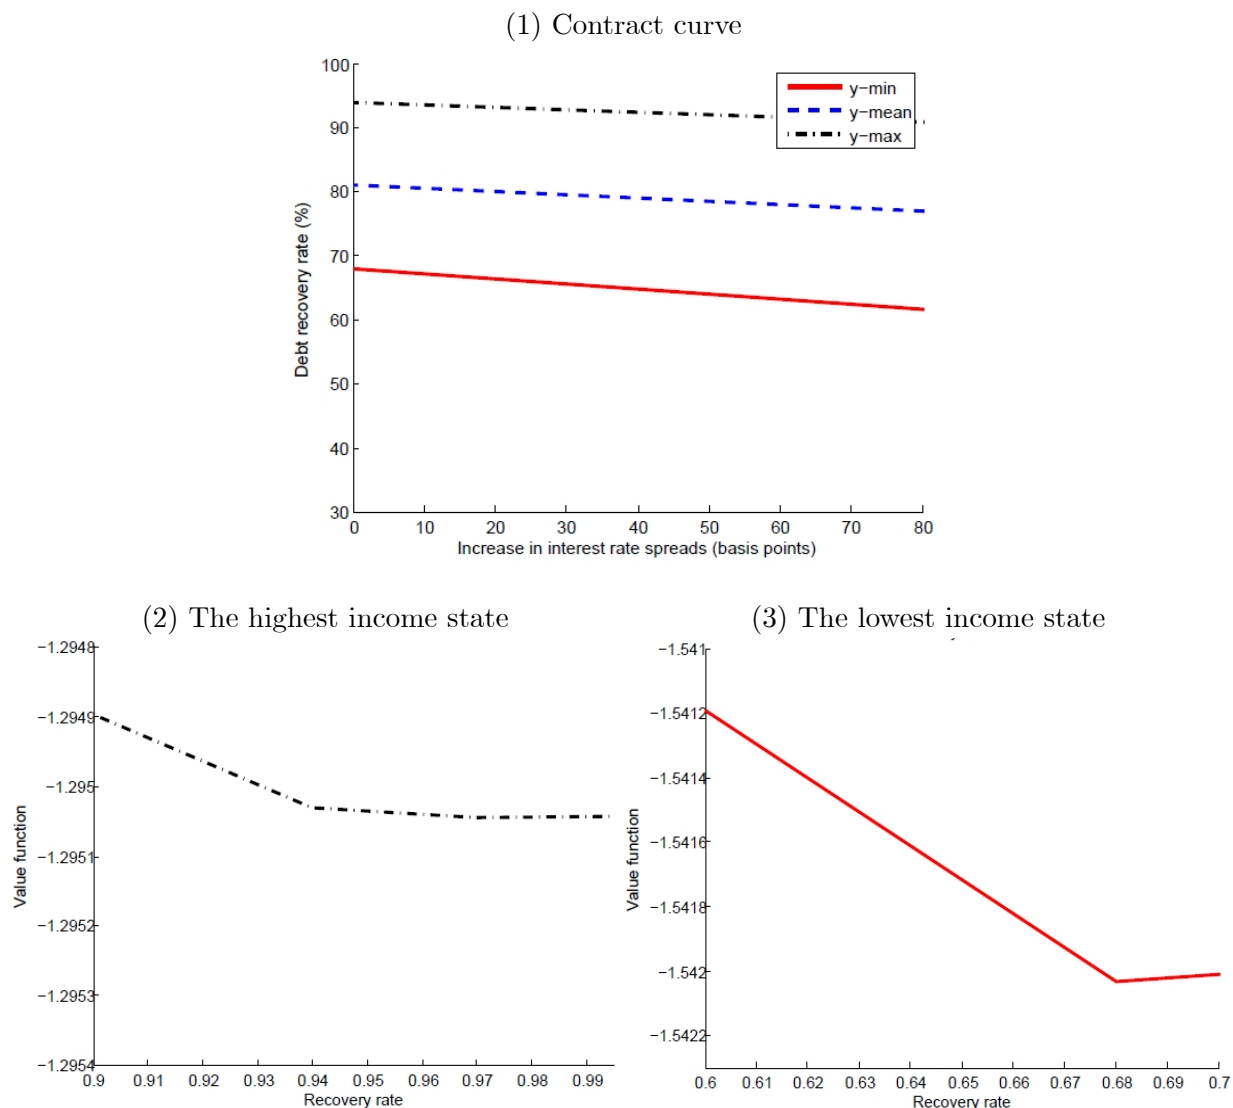 (1) Contract curve
100
90
80
70
60
50
40
30
Debt recovery rate (%)
y-min
y-mean
y-max
0 10 20 30 40 50 60 70 80
Increase in interest rate spreads (basis points)
(2) The highest income state
−1.2948
−1.2949
−1.295
−1.2951
−1.2952
−1.2953
−1.2954
Value function
0.9 0.91 0.92 0.93 0.94 0.95 0.96 0.97 0.98 0.99
Recovery rate
(3) The lowest income state
−1.541
−1.5412
−1.5414
−1.5416
−1.5418
−1.542
−1.5422
Value function
0.6 0.61 0.62 0.63 0.64 0.65 0.66 0.67 0.68 0.69 0.7
Recovery rate